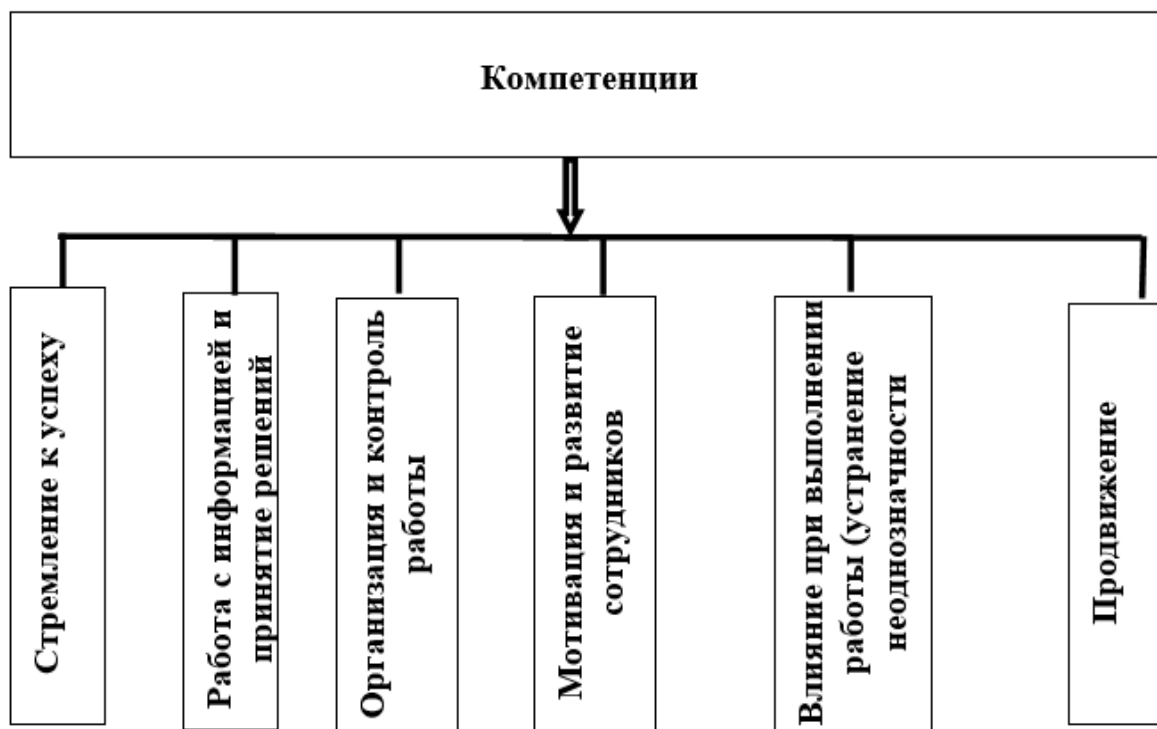 Компетенции
Стремление к успеху
Работа с информацией и
принятие решений
Организация и контроль
работы
Мотивация и развитие
сотрудников
Влияние при выполнении
работы (устранение
неоднозначности
Продвижение